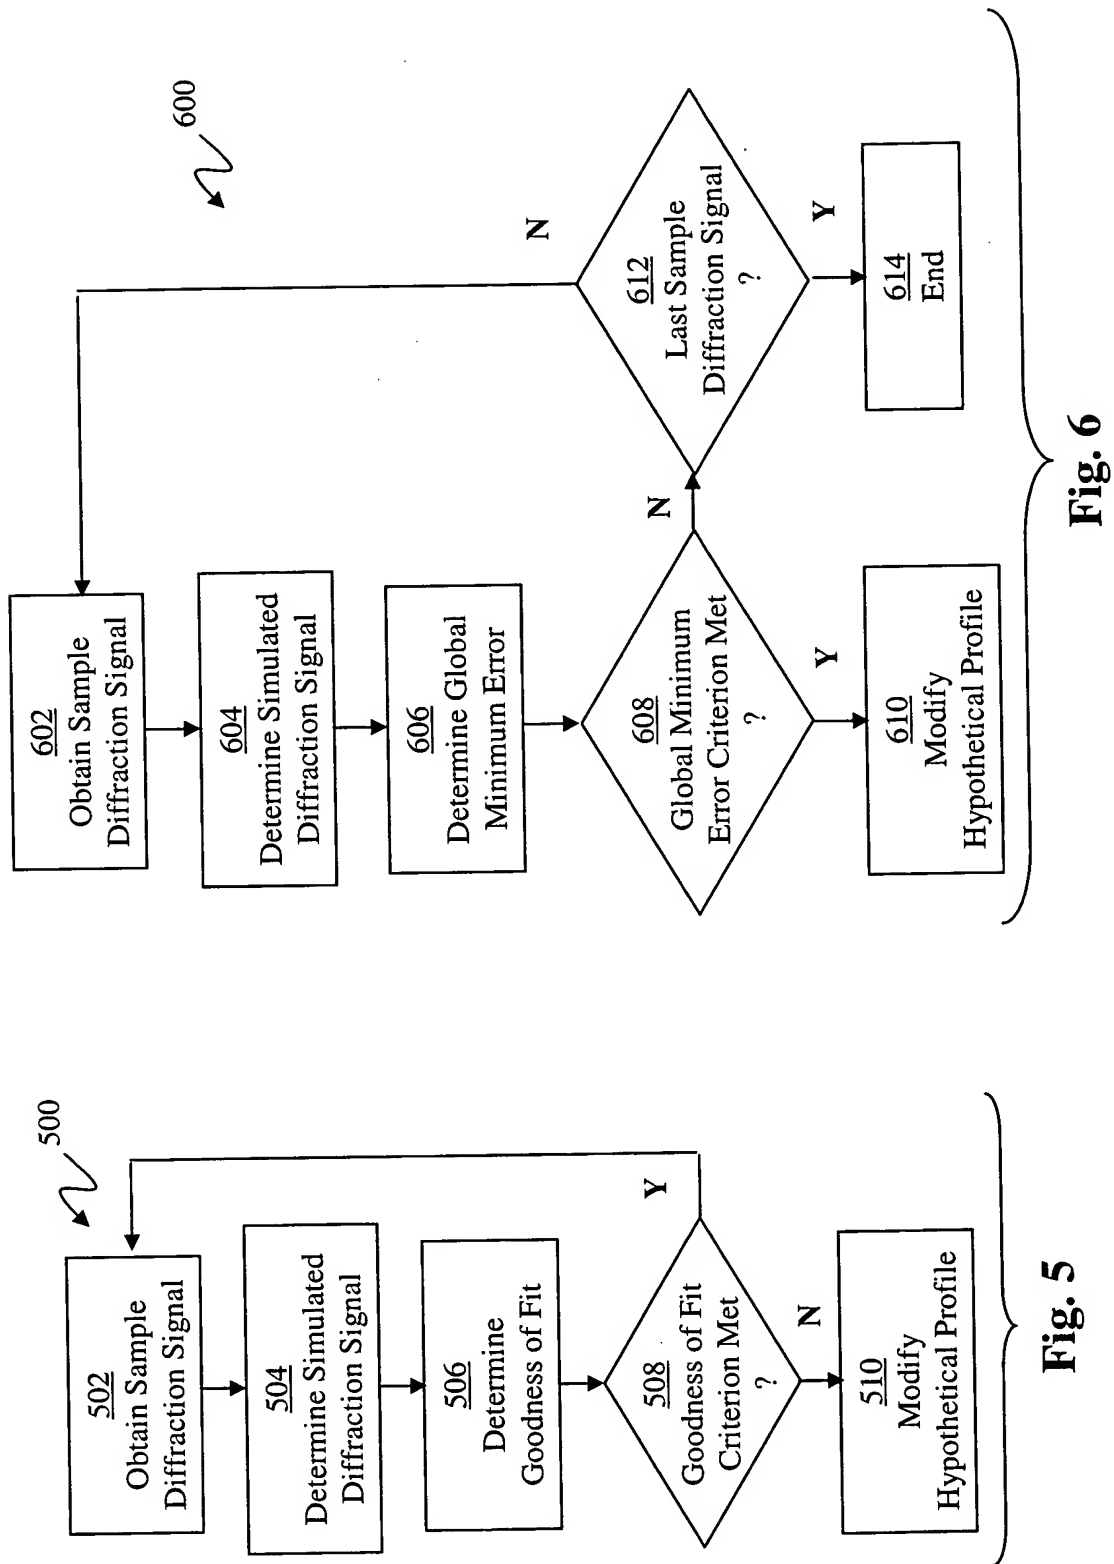 500
502
Obtain Sample
Diffraction Signal
504
Determine Simulated
Diffraction Signal
506
Determine
Goodness of Fit
508
Goodness of Fit
Criterion Met
?
Y
N
510
Modify
Hypothetical Profile
Fig. 5
600
602
Obtain Sample
Diffraction Signal
604
Determine Simulated
Diffraction Signal
606
Determine Global
Minimum Error
608
Global Minimum
Error Criterion Met
?
N
Y
610
Modify
Hypothetical Profile
612
Last Sample
Diffraction Signal
?
N
Y
614
End
Fig. 6